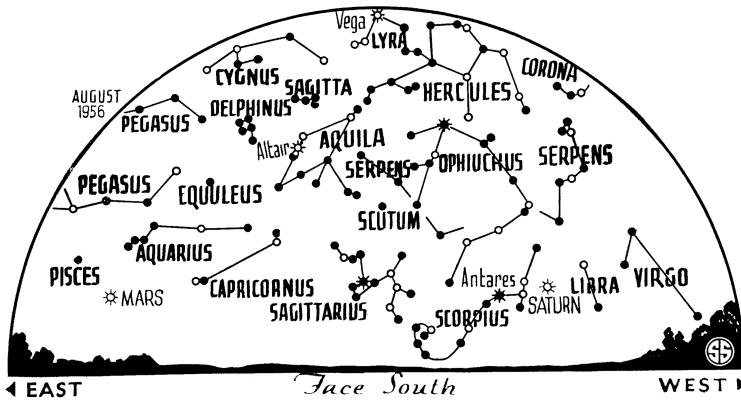 Vega
LYRA
CYGNUS
SAGITTA
HERCULES
CORONA
AUGUST
1956
PEGASUS
DELPHINUS
Altair
AQUILA
SERPENS
OPHIUCHUS
SERPENS
PEGASUS
EQUULEUS
SCUTUM
AQUARIUS
PISCES
MARS
CAPRICORNUS
SAGITTARIUS
Antares
SCORPIUS
SATURN
LIBRA
VIRGO
SS
EAST
Face South
WEST